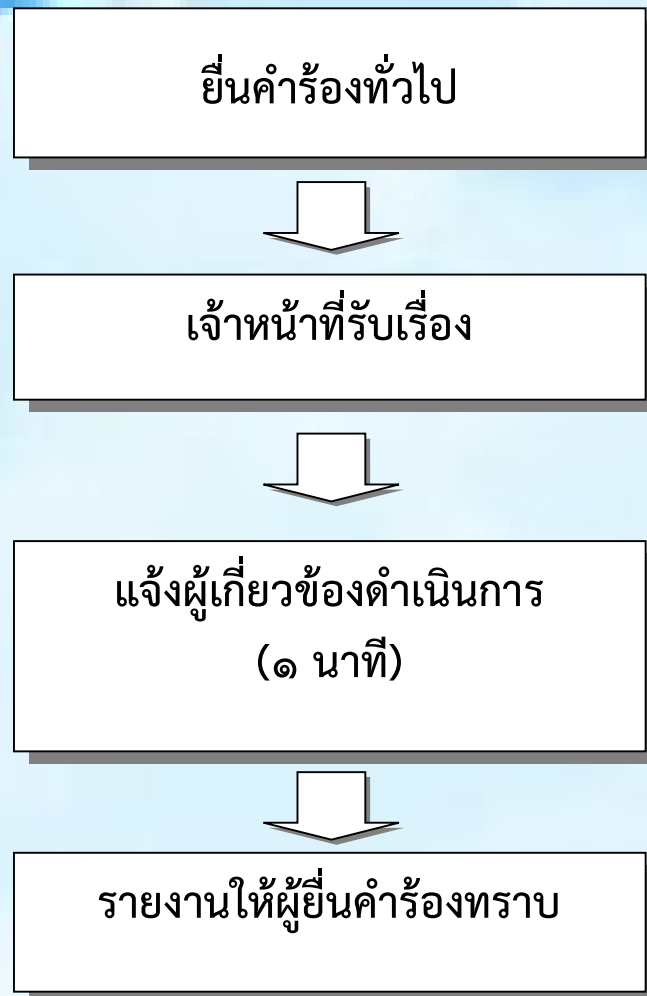 ยื่นคำร้องทั่วไป
เจ้าหน้าที่รับเรื่อง
แจ้งผู้เกี่ยวข้องดำเนินการ
(๑ นาที)
รายงานให้ผู้ยื่นคำร้องทราบ